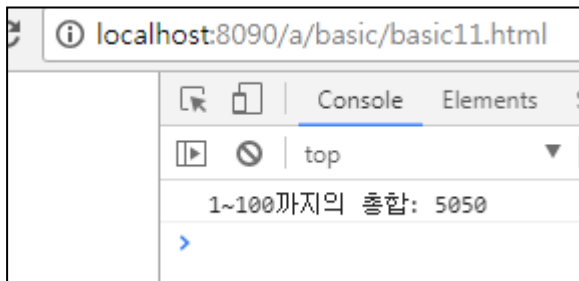 localhost:8090/a/basic/basic11.html
Console Elements
top
1~100까지의 총합: 5050